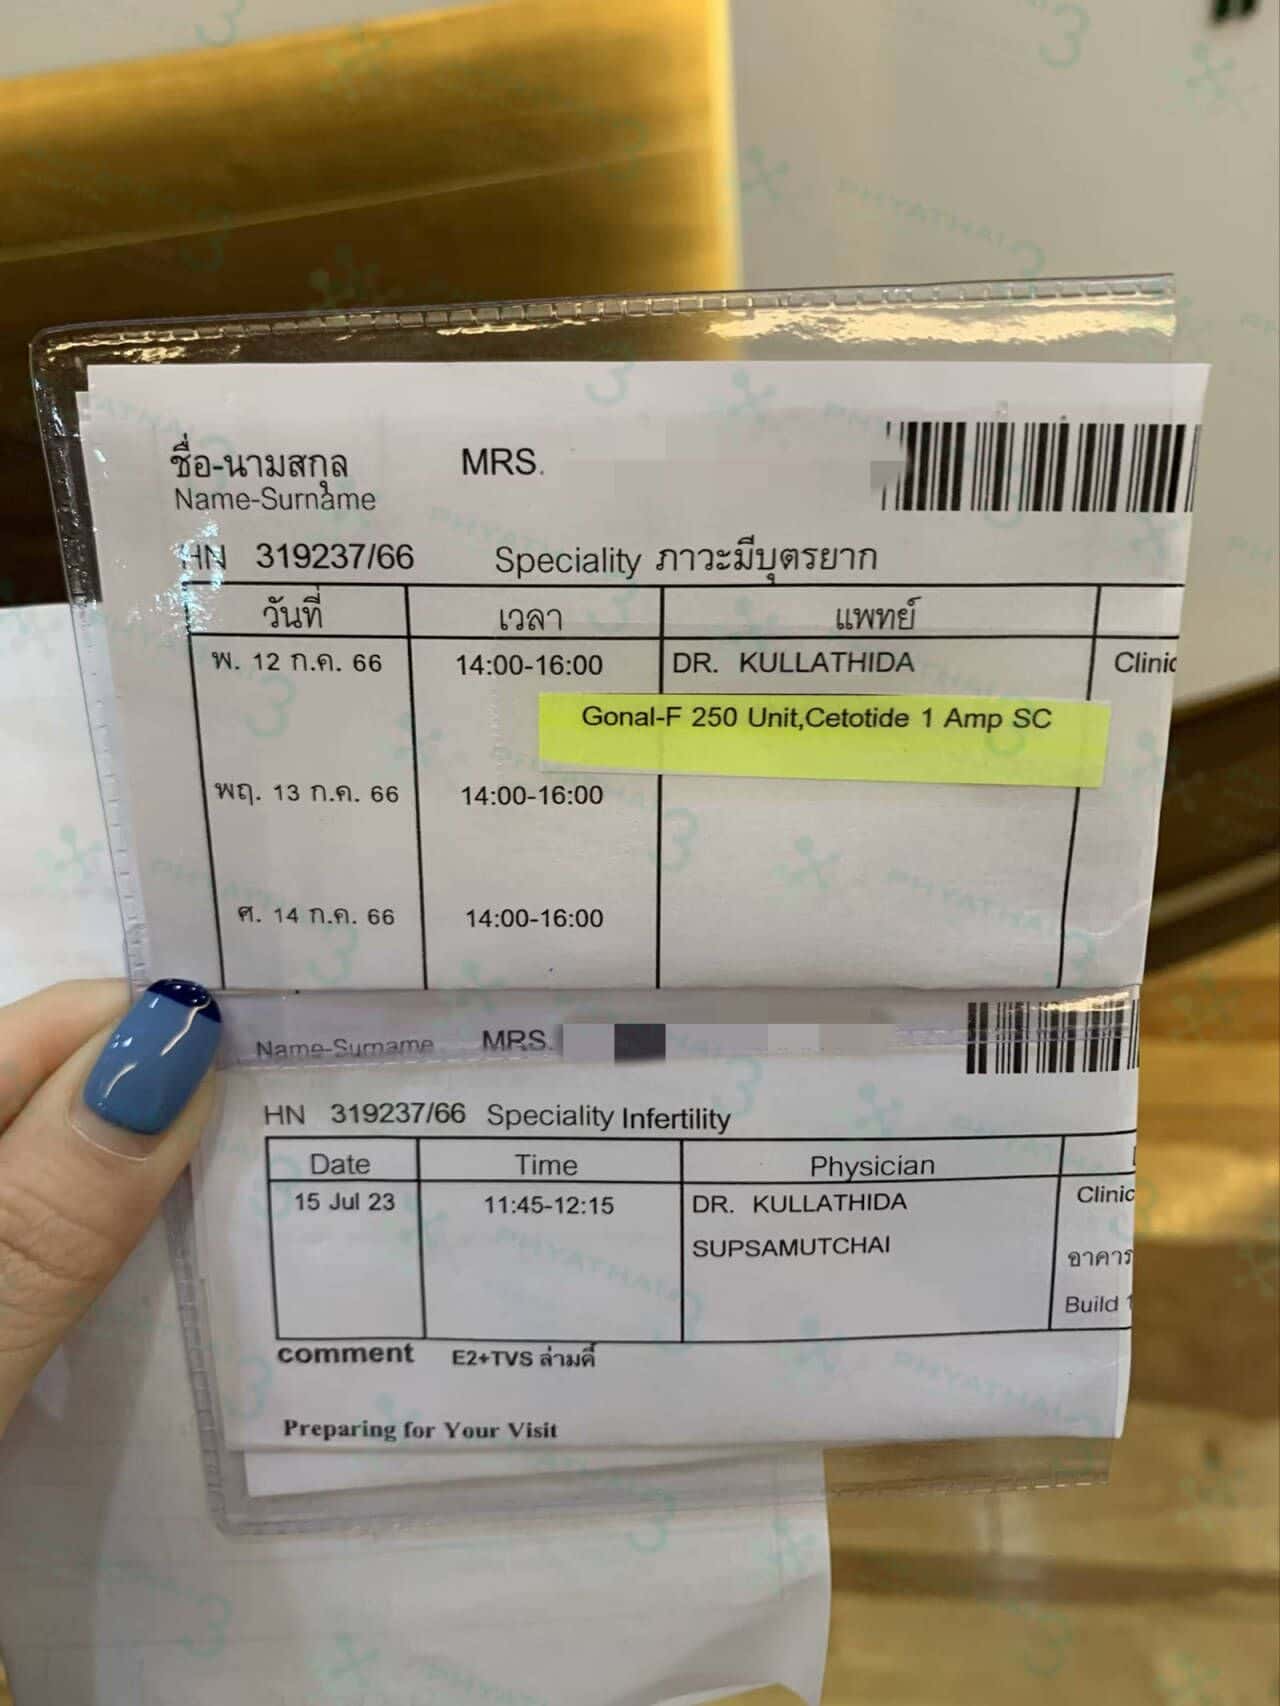 ชื่อ-นามสกุล MRS.
Name-Surname
HN 319237/66 Speciality ภาวะมีบุตรยาก
วันที่ เวลา แพทย์
พ. 12 ก.ค. 66 14:00-16:00 DR. KULLATHIDA Clinic
Gonal-F 250 Unit,Cetotide 1 Amp SC
พฤ. 13 ก.ค. 66 14:00-16:00
ศ. 14 ก.ค. 66 14:00-16:00
Name-Surname MRS.
HN 319237/66 Speciality Infertility
Date Time Physician
15 Jul 23 11:45-12:15 DR. KULLATHIDA Clinic
SUPSAMUTCHAI
อาคาร
Build
comment E2+TVS ล่ามดี้
Preparing for Your Visit
PHYATHAI 3